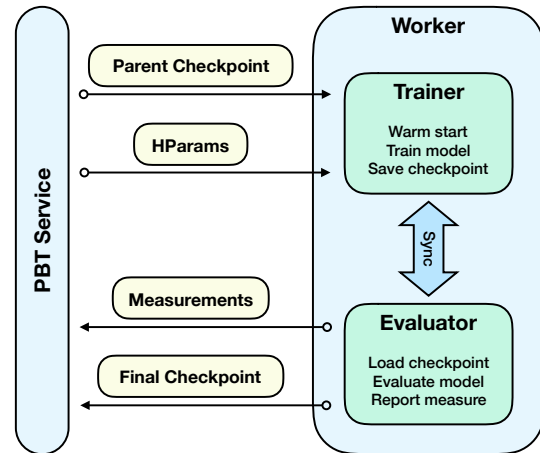 PBT Service
Parent Checkpoint
HParams
Measurements
Final Checkpoint
Worker
Trainer
Warm start
Train model
Save checkpoint
Sync
Evaluator
Load checkpoint
Evaluate model
Report measure